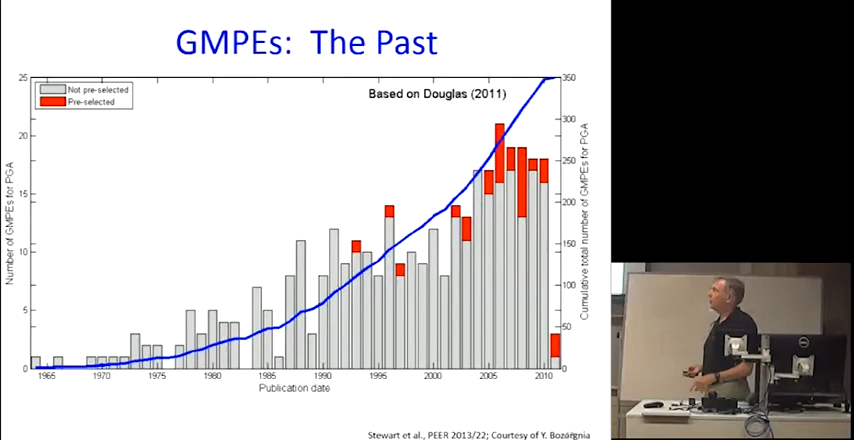 GMPEs: The Past
Not pre-selected
Pre-selected
Based on Douglas (2011)
25
20
15
10
5
0
Number of GMPEs for PGA
350
300
250
200
150
100
50
0
Cumulative total number of GMPEs for PGA
1965 1970 1975 1980 1985 1990 1995 2000 2005 2010
Publication date
Stewart et al., PEER 2013/22; Courtesy of Y. Bozorgnia
DELL